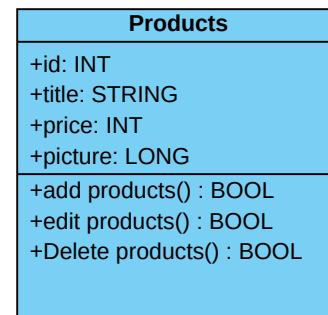 Products
+id: INT
+title: STRING
+price: INT
+picture: LONG
+add products() : BOOL
+edit products() : BOOL
+Delete products() : BOOL